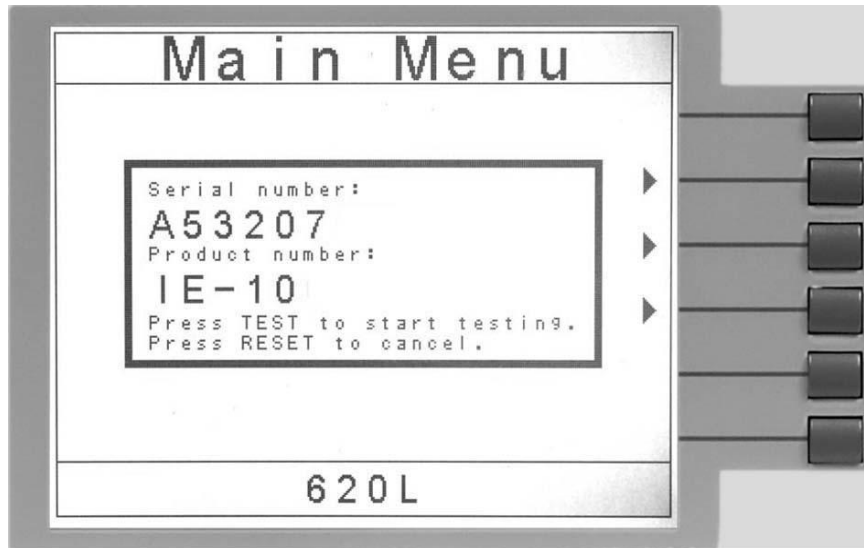 Main Menu
Serial number:
A53207
Product number:
IE-10
Press TEST to start testing.
Press RESET to cancel.
620L